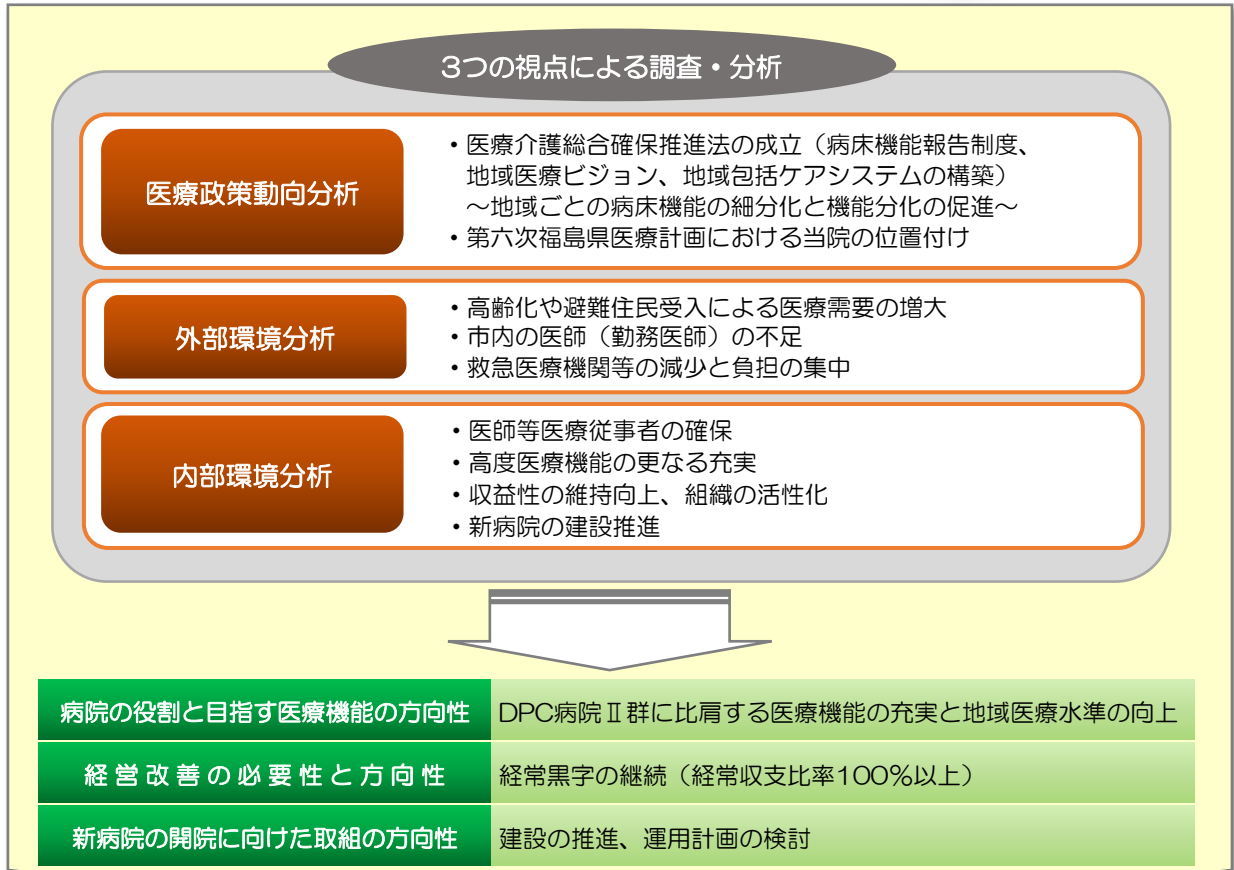 3つの視点による調査・分析
医療政策動向分析
・医療介護総合確保推進法の成立（病床機能報告制度、
地域医療ビジョン、地域包括ケアシステムの構築）
～地域ごとの病床機能の細分化と機能分化の促進～
・第六次福島県医療計画における当院の位置付け
外部環境分析
・高齢化や避難住民受入による医療需要の増大
・市内の医師（勤務医師）の不足
・救急医療機関等の減少と負担の集中
内部環境分析
・医師等医療従事者の確保
・高度医療機能の更なる充実
・収益性の維持向上、組織の活性化
・新病院の建設推進
病院の役割と目指す医療機能の方向性 DPC病院Ⅱ群に比肩する医療機能の充実と地域医療水準の向上
経営改善の必要性と方向性 経常黒字の継続（経常収支比率100％以上）
新病院の開院に向けた取組の方向性 建設の推進、運用計画の検討